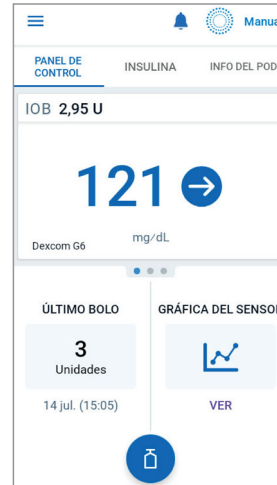 Manua
PANEL DE
CONTROL
INSULINA
INFO DEL POD
IOB 2,95 U
121
mg/dL
Dexcom G6
ÚLTIMO BOLO
GRÁFICA DEL SENSOR
3
Unidades
14 jul. (15:05)
VER